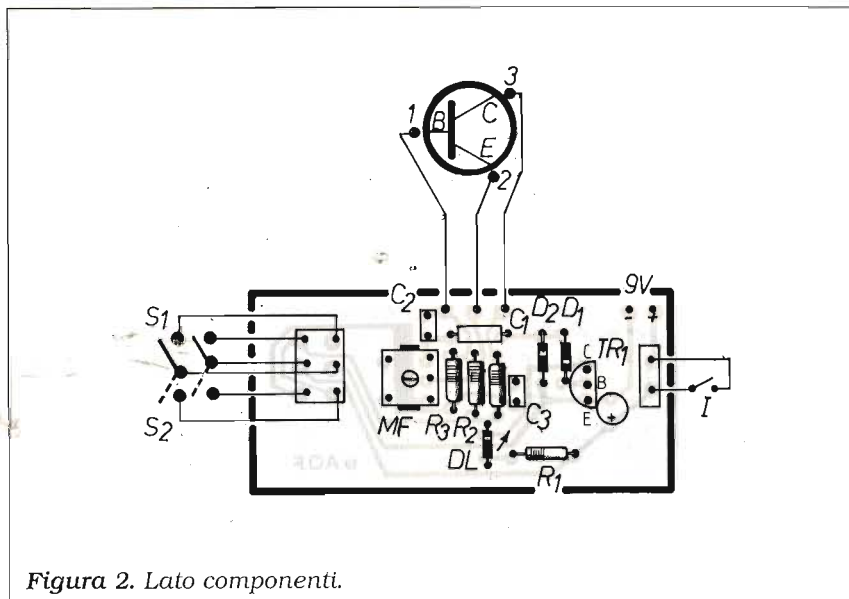 3
1
B
C
E
2
C2
9V
D2 D1
- +
S1
C1
TR1
C
B
E
+
I
S2
MF
R3 R2
C3
DL
R1
Figura 2. Lato componenti.